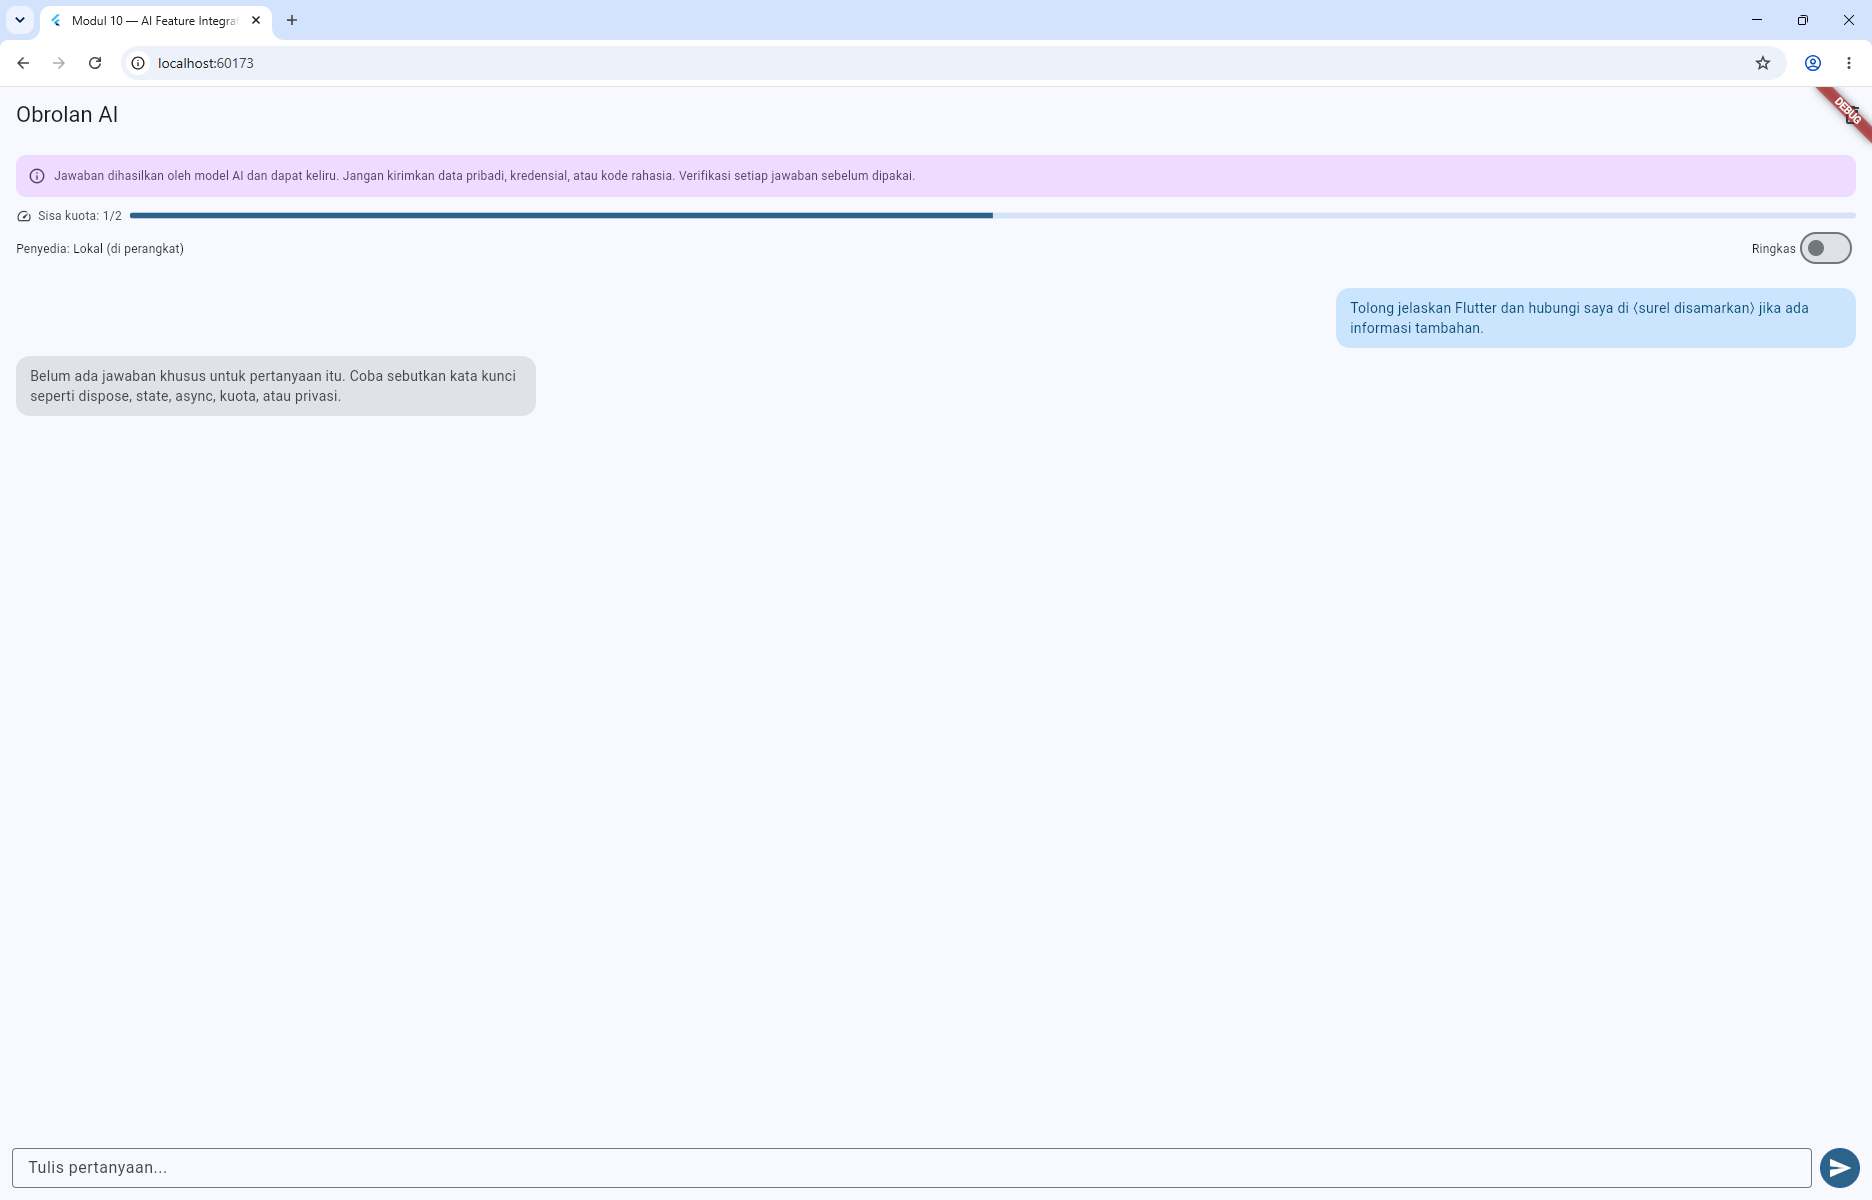 Modul 10 — AI Feature Integra
localhost:60173
Obrolan AI
DEBUG
Jawaban dihasilkan oleh model AI dan dapat keliru. Jangan kirimkan data pribadi, kredensial, atau kode rahasia. Verifikasi setiap jawaban sebelum dipakai.
Sisa kuota: 1/2
Penyedia: Lokal (di perangkat)
Ringkas
Tolong jelaskan Flutter dan hubungi saya di ⟨surel disamarkan⟩ jika ada
informasi tambahan.
Belum ada jawaban khusus untuk pertanyaan itu. Coba sebutkan kata kunci
seperti dispose, state, async, kuota, atau privasi.
Tulis pertanyaan...